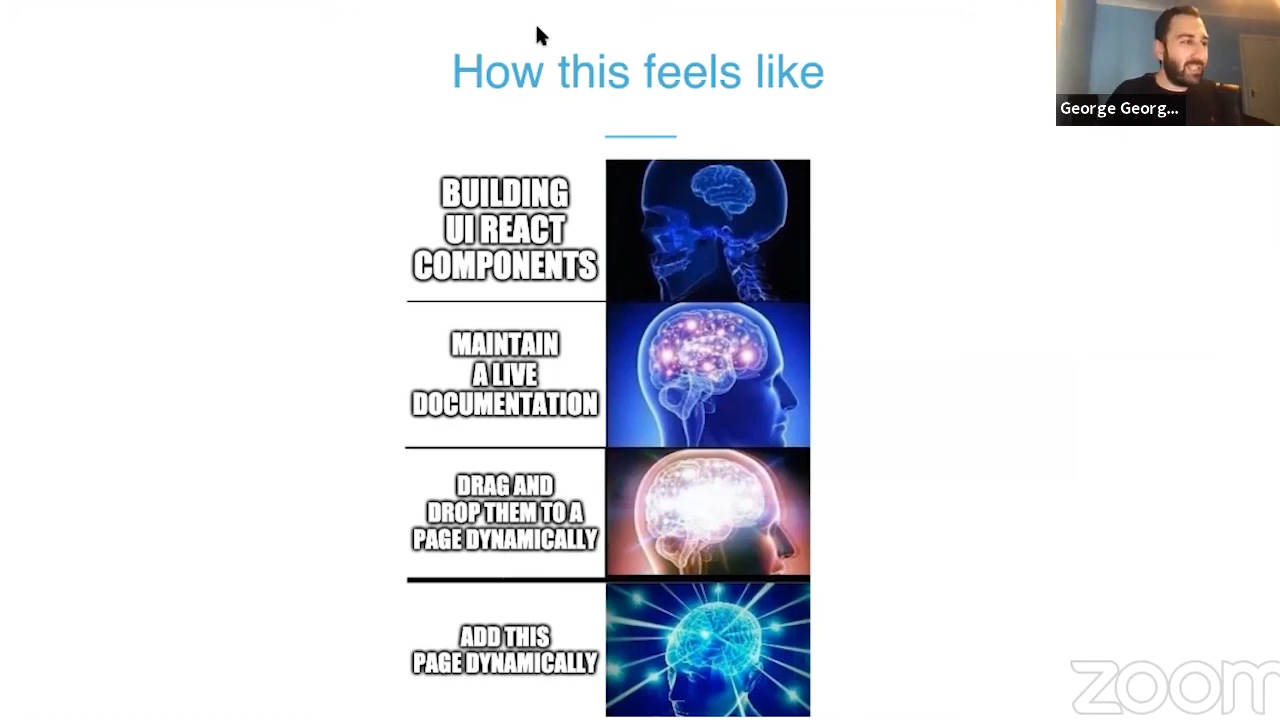 How this feels like
George Georg...
BUILDING
UI REACT
COMPONENTS
MAINTAIN
A LIVE
DOCUMENTATION
DRAG AND
DROP THEM TO A
PAGE DYNAMICALLY
ADD THIS
PAGE DYNAMICALLY
zoom